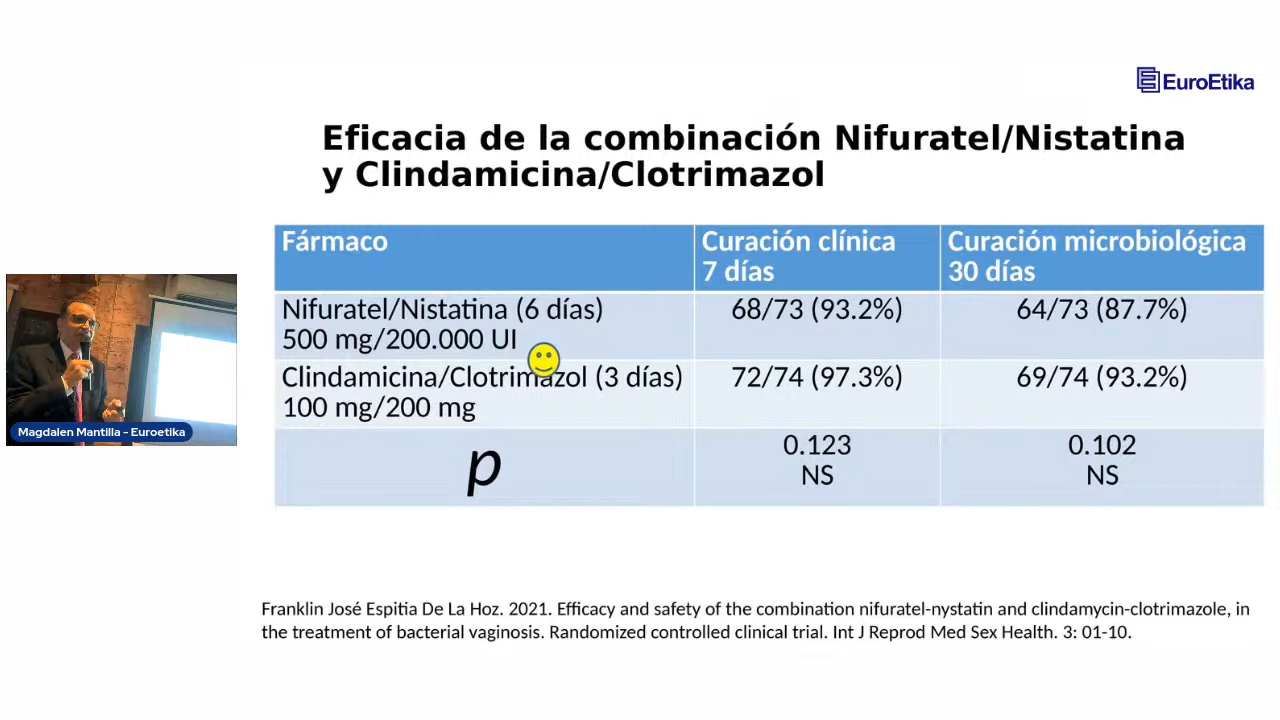 EuroEtika
Eficacia de la combinación Nifuratel/Nistatina
y Clindamicina/Clotrimazol
Fármaco
Curación clínica
7 días
Curación microbiológica
30 días
Nifuratel/Nistatina (6 días)
500 mg/200.000 UI
68/73 (93.2%)
64/73 (87.7%)
Clindamicina/Clotrimazol (3 días)
100 mg/200 mg
72/74 (97.3%)
69/74 (93.2%)
p
0.123
NS
0.102
NS
Magdalen Mantilla - Euroetika
Franklin José Espitia De La Hoz. 2021. Efficacy and safety of the combination nifuratel-nystatin and clindamycin-clotrimazole, in
the treatment of bacterial vaginosis. Randomized controlled clinical trial. Int J Reprod Med Sex Health. 3: 01-10.